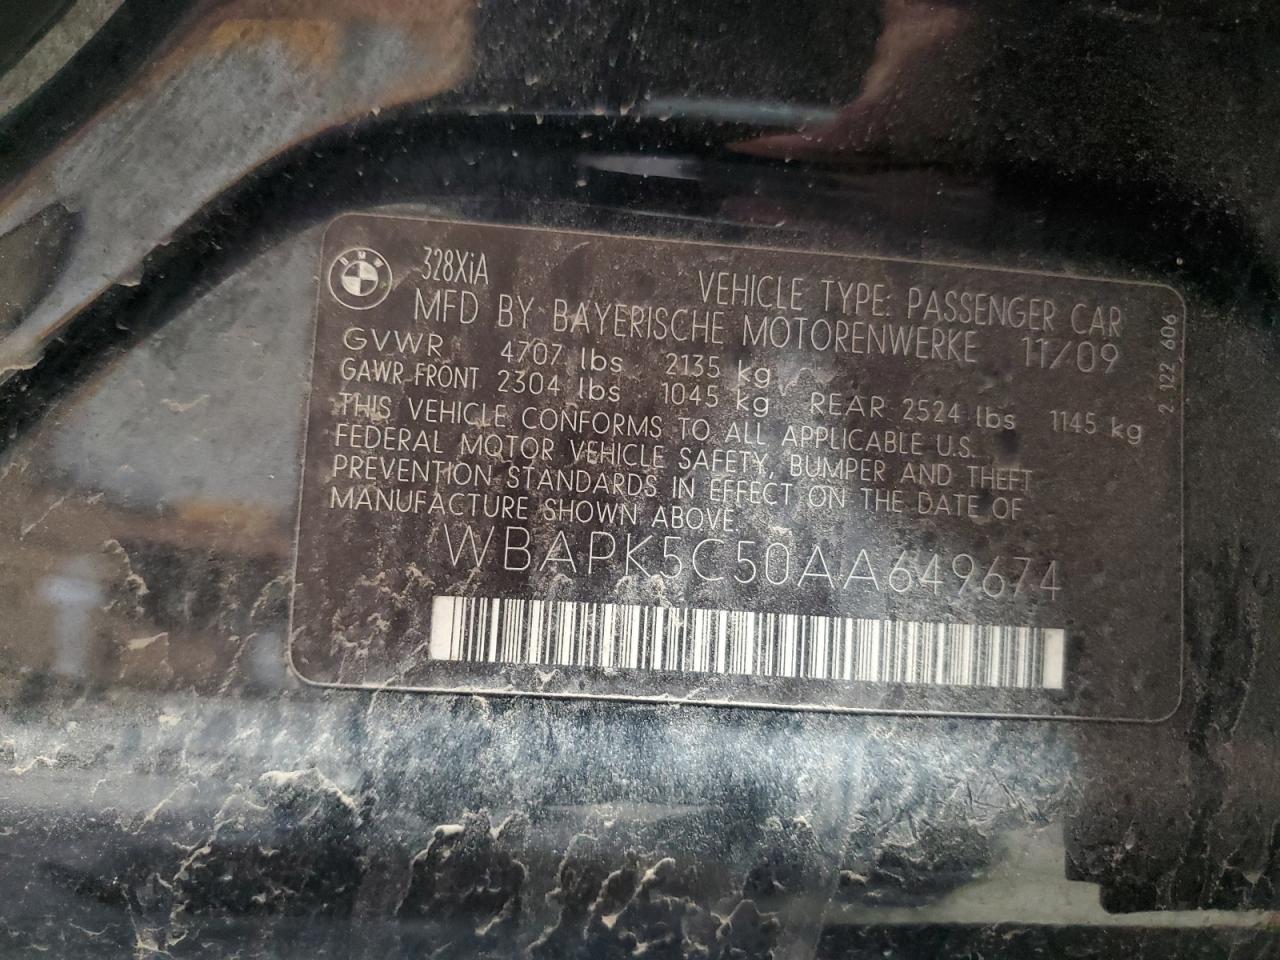 BMW
328XiA
VEHICLE TYPE: PASSENGER CAR
MFD BY BAYERISCHE MOTORENWERKE 11/09
GVWR 4707 lbs 2135 kg
GAWR FRONT 2304 lbs 1045 kg REAR 2524 lbs 1145 kg
THIS VEHICLE CONFORMS TO ALL APPLICABLE U.S.
FEDERAL MOTOR VEHICLE SAFETY, BUMPER AND THEFT
PREVENTION STANDARDS IN EFFECT ON THE DATE OF
MANUFACTURE SHOWN ABOVE.
WBAPK5C50AA649674
2 122 606